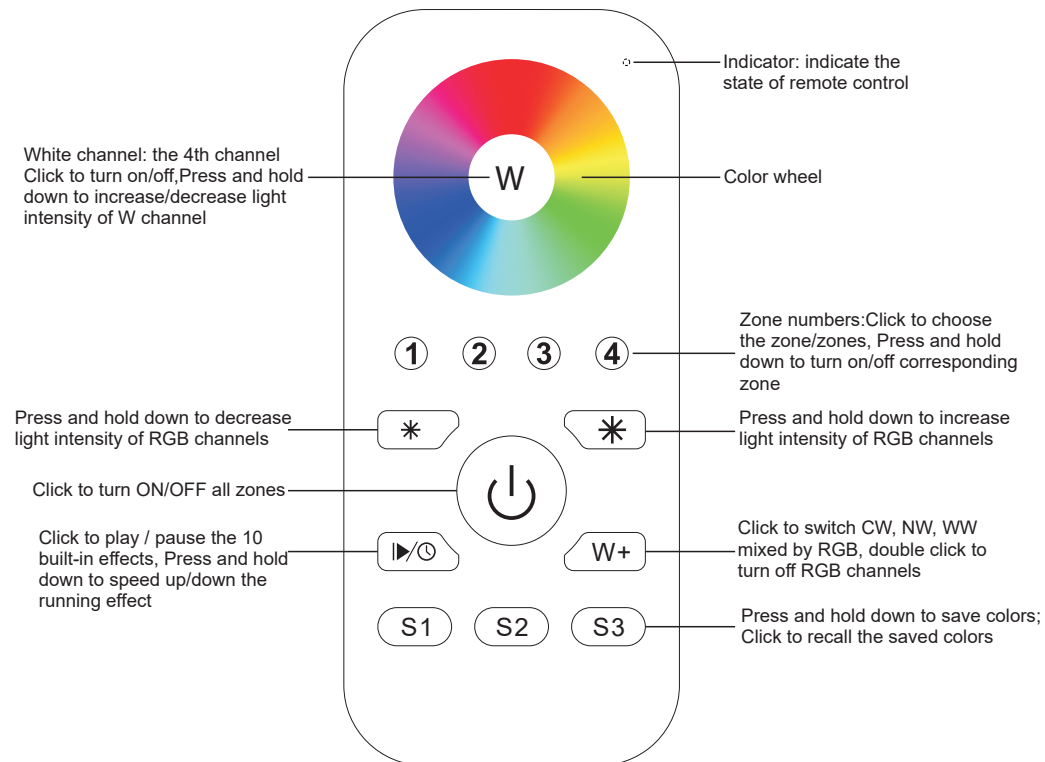 Indicator: indicate the
state of remote control
White channel: the 4th channel
Click to turn on/off,Press and hold
down to increase/decrease light
intensity of W channel
W
Color wheel
Zone numbers:Click to choose
the zone/zones, Press and hold
down to turn on/off corresponding
zone
1 2 3 4
Press and hold down to decrease
light intensity of RGB channels
Press and hold down to increase
light intensity of RGB channels
Click to turn ON/OFF all zones
Click to play / pause the 10
built-in effects, Press and hold
down to speed up/down the
running effect
W+
Click to switch CW, NW, WW
mixed by RGB, double click to
turn off RGB channels
S1 S2 S3
Press and hold down to save colors;
Click to recall the saved colors